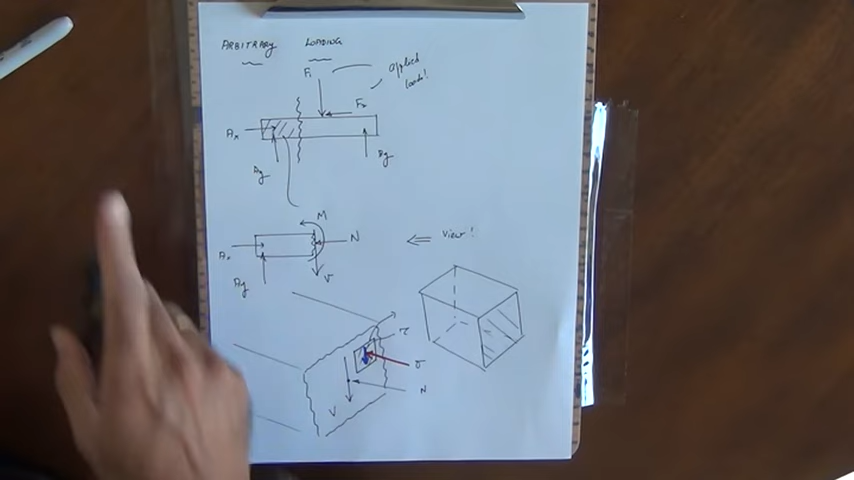 ARBITRARY LOADING
F₁
applied
loads!
F₂
Aₓ
Ay
By
M
N
view!
Aₓ
Ay
V
τ
σ
N
V